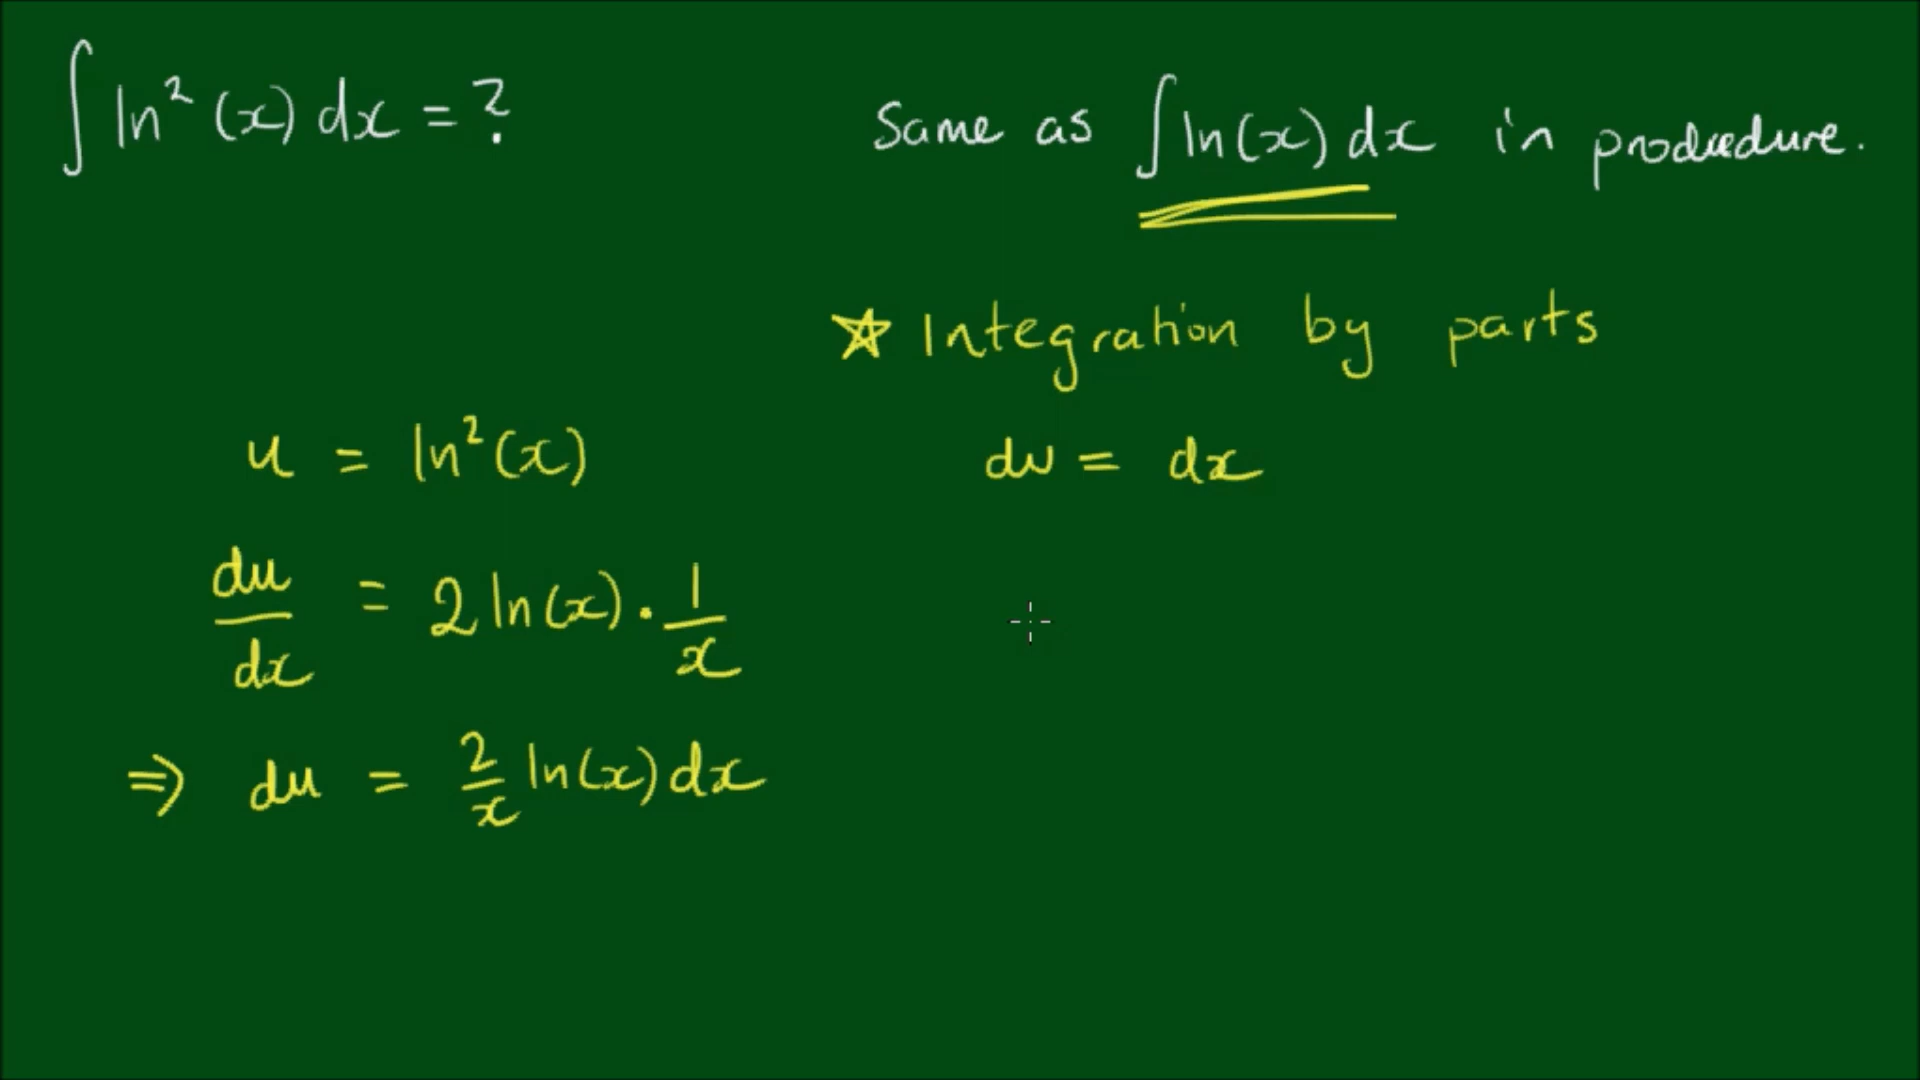 ∫ ln²(x) dx = ?
Same as ∫ ln(x) dx in producedure.
☆ Integration by parts
u = ln²(x)
dv = dx
du/dx = 2 ln(x) · 1/x
⇒ du = 2/x ln(x) dx